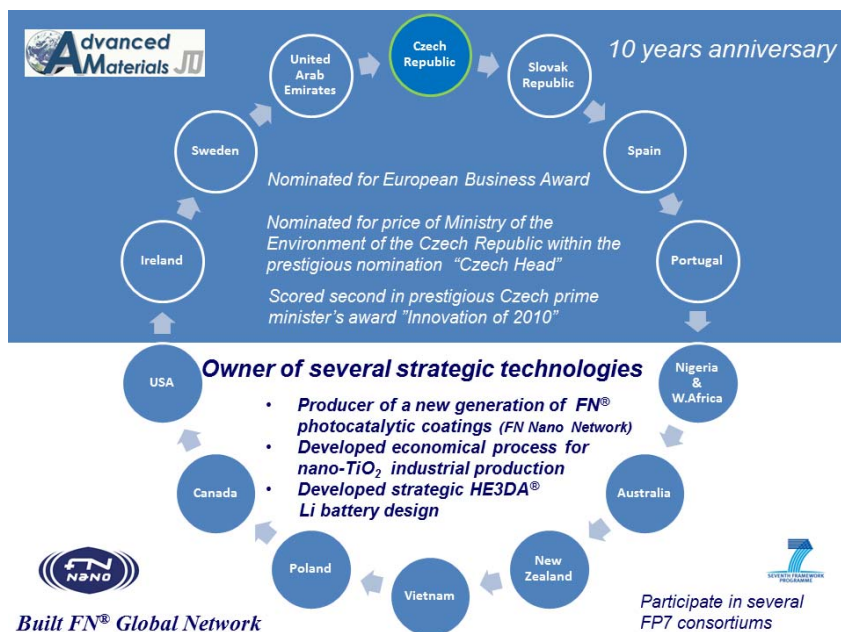 Advanced
Materials JTJ
10 years anniversary
Czech
Republic
Slovak
Republic
Spain
Portugal
Nigeria
&
W.Africa
Australia
New
Zealand
Vietnam
Poland
Canada
USA
Ireland
Sweden
United
Arab
Emirates
Nominated for European Business Award
Nominated for price of Ministry of the
Environment of the Czech Republic within the
prestigious nomination “Czech Head”
Scored second in prestigious Czech prime
minister’s award ”Innovation of 2010”
Owner of several strategic technologies
• Producer of a new generation of FN®
photocatalytic coatings (FN Nano Network)
• Developed economical process for
nano-TiO₂ industrial production
• Developed strategic HE3DA®
Li battery design
FN
NANO
Built FN® Global Network
7
SEVENTH FRAMEWORK
PROGRAMME
Participate in several
FP7 consortiums